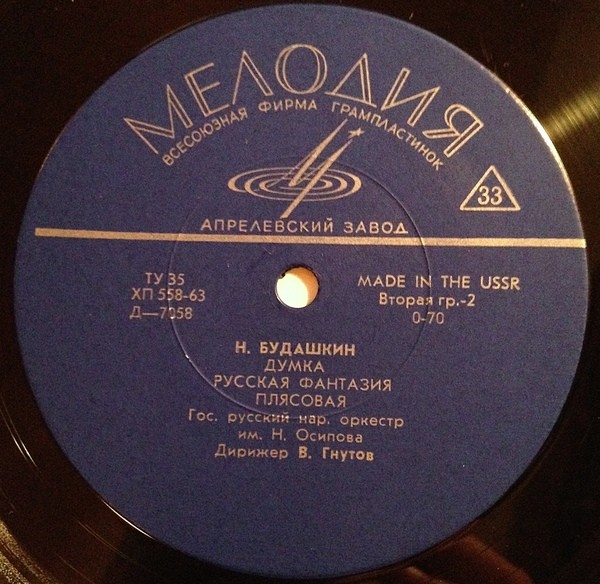 МЕЛОДИЯ
ВСЕСОЮЗНАЯ ФИРМА ГРАМПЛАСТИНОК
33
АПРЕЛЕВСКИЙ ЗАВОД
ТУ 35
ХП 558-63
Д—7058
MADE IN THE USSR
Вторая гр.-2
0-70
Н. БУДАШКИН
ДУМКА
РУССКАЯ ФАНТАЗИЯ
ПЛЯСОВАЯ
Гос. русский нар. оркестр
им. Н. Осипова
Дирижер В. Гнутов